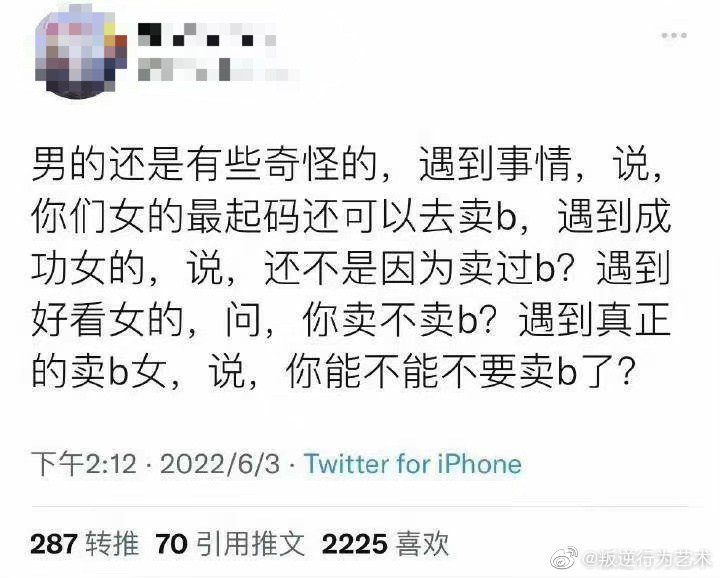 男的还是有些奇怪的，遇到事情，说，
你们女的最起码还可以去卖b，遇到成
功女的，说，还不是因为卖过b？遇到
好看女的，问，你卖不卖b？遇到真正
的卖b女，说，你能不能不要卖b了？
下午2:12 · 2022/6/3 · Twitter for iPhone
287 转推 70 引用推文 2225 喜欢
@叛逆行为艺术